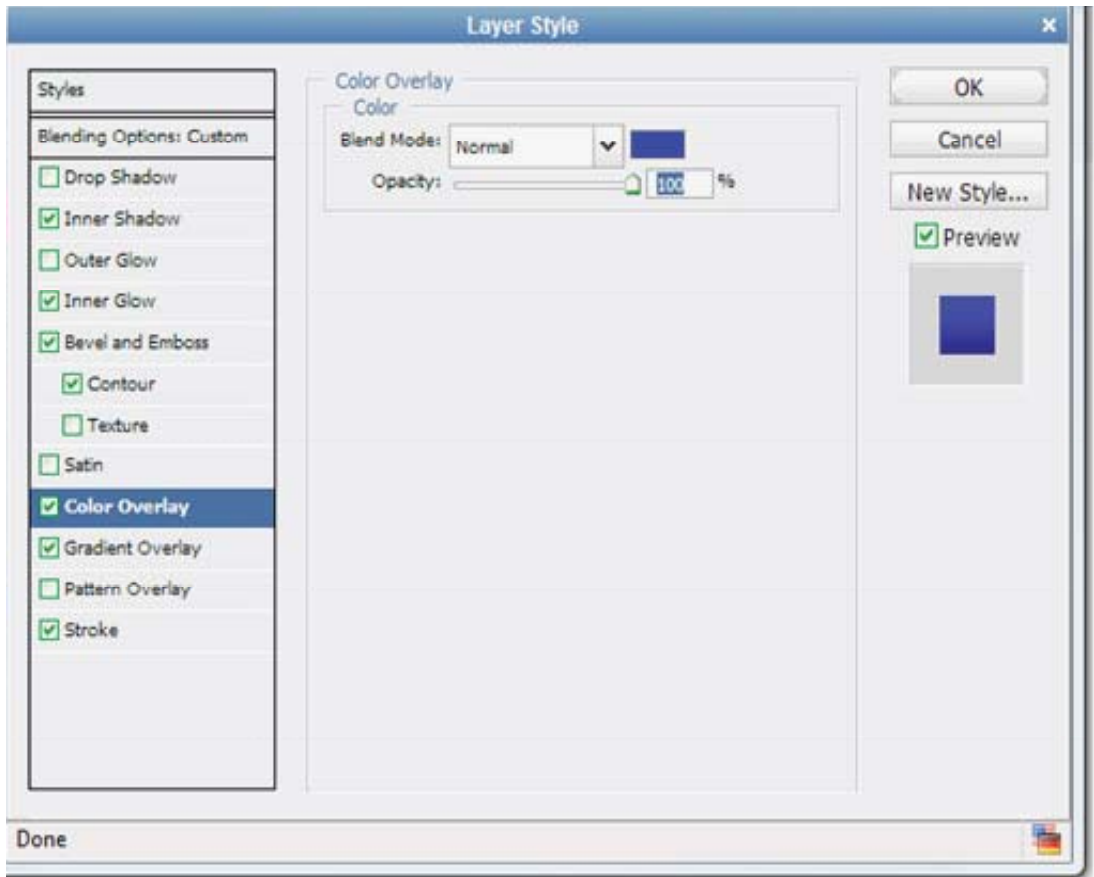 Layer Style
Styles
Blending Options: Custom
Drop Shadow
Inner Shadow
Outer Glow
Inner Glow
Bevel and Emboss
Contour
Texture
Satin
Color Overlay
Gradient Overlay
Pattern Overlay
Stroke
Color Overlay
Color
Blend Mode: Normal
Opacity: 100 %
OK
Cancel
New Style...
Preview
Done